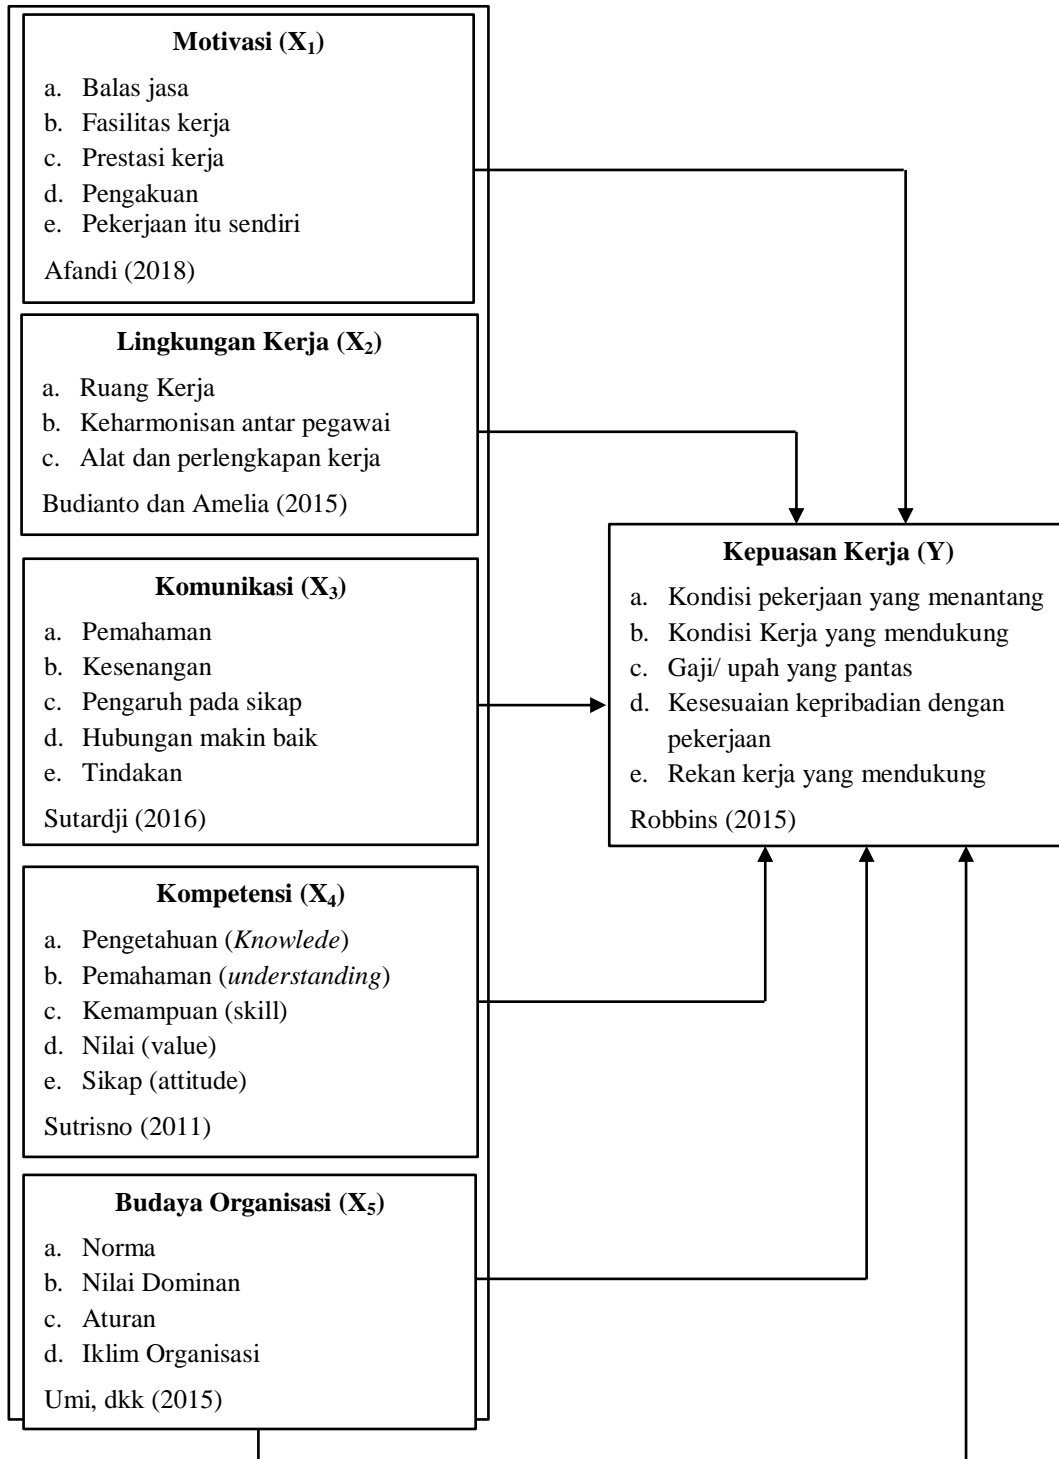 Motivasi (X₁)
a. Balas jasa
b. Fasilitas kerja
c. Prestasi kerja
d. Pengakuan
e. Pekerjaan itu sendiri
Afandi (2018)
Lingkungan Kerja (X₂)
a. Ruang Kerja
b. Keharmonisan antar pegawai
c. Alat dan perlengkapan kerja
Budianto dan Amelia (2015)
Komunikasi (X₃)
a. Pemahaman
b. Kesenangan
c. Pengaruh pada sikap
d. Hubungan makin baik
e. Tindakan
Sutardji (2016)
Kompetensi (X₄)
a. Pengetahuan (Knowlede)
b. Pemahaman (understanding)
c. Kemampuan (skill)
d. Nilai (value)
e. Sikap (attitude)
Sutrisno (2011)
Budaya Organisasi (X₅)
a. Norma
b. Nilai Dominan
c. Aturan
d. Iklim Organisasi
Umi, dkk (2015)
Kepuasan Kerja (Y)
a. Kondisi pekerjaan yang menantang
b. Kondisi Kerja yang mendukung
c. Gaji/ upah yang pantas
d. Kesesuaian kepribadian dengan
pekerjaan
e. Rekan kerja yang mendukung
Robbins (2015)